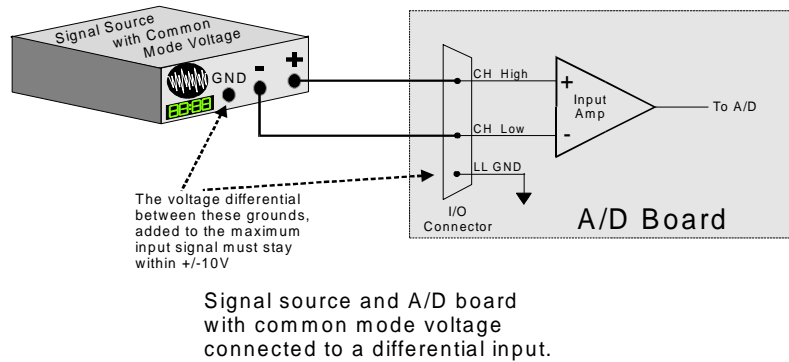 Signal Source
with Common
Mode Voltage
GND
-
+
88:88
CH High
+
Input
Amp
To A/D
CH Low
-
LL GND
The voltage differential
between these grounds,
added to the maximum
input signal must stay
within +/-10V
I/O
Connector
A/D Board
Signal source and A/D board
with common mode voltage
connected to a differential input.